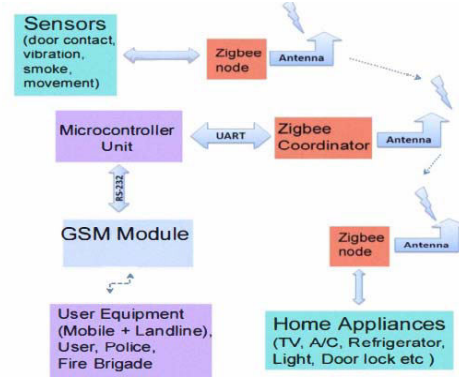 Sensors
(door contact,
vibration,
smoke,
movement)
Zigbee
node
Antenna
Microcontroller
Unit
UART
Zigbee
Coordinator
Antenna
RS-232
GSM Module
Zigbee
node
Antenna
User Equipment
(Mobile + Landline),
User, Police,
Fire Brigade
Home Appliances
(TV, A/C, Refrigerator,
Light, Door lock etc )